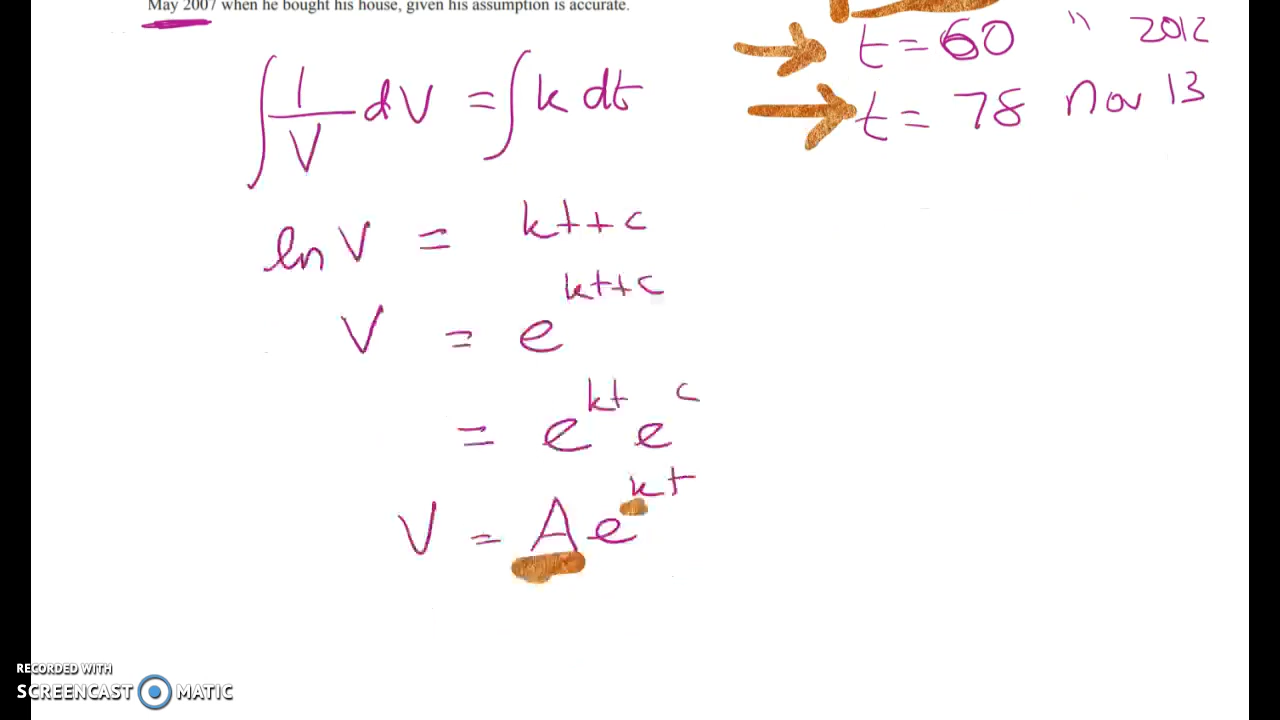 May 2007 when he bought his house, given his assumption is accurate.
t = 60 " 2012
t = 78 nov 13
∫ 1/V dV = ∫ k dt
ln V = kt + c
V = e^{kt + c}
= e^{kt} e^{c}
V = A e^{kt}
RECORDED WITH
SCREENCAST MATIC